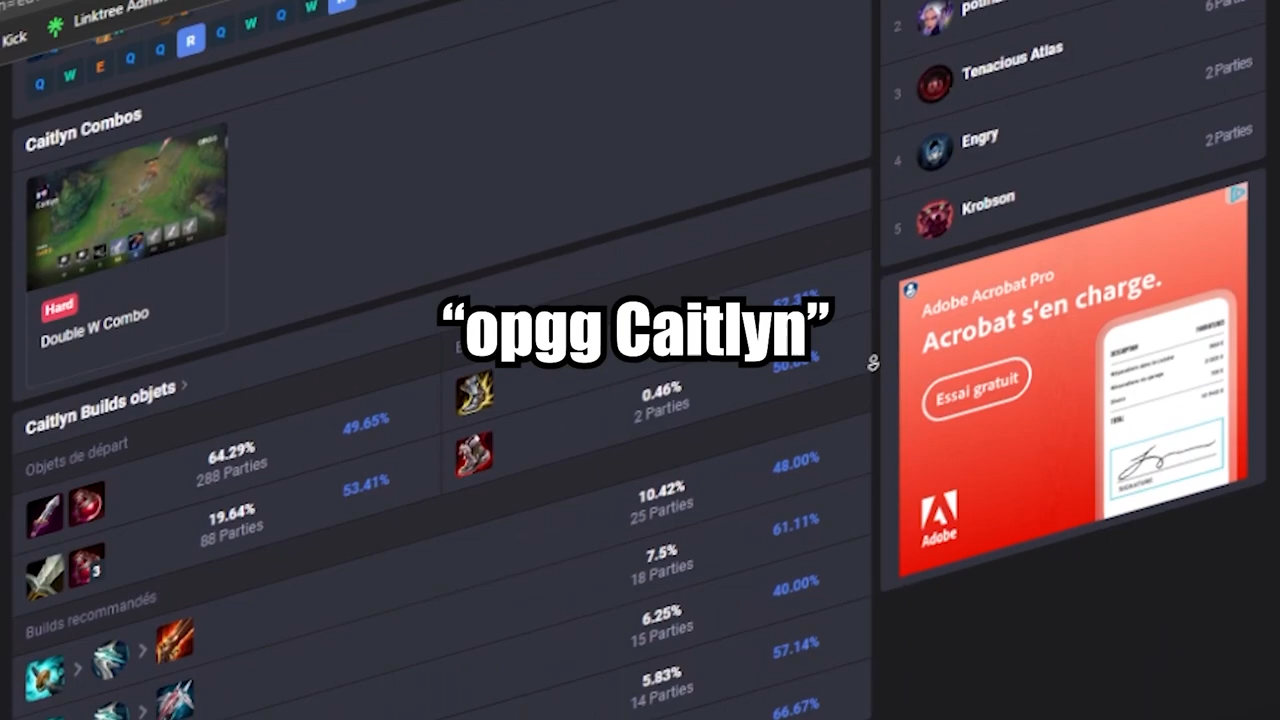 Kick
Linktree
Q W E Q Q R Q W Q W
Caitlyn Combos
Hard
Double W Combo
“opgg Caitlyn”
Caitlyn Builds objets
Objets de départ
64.29%
288 Parties
49.65%
19.64%
88 Parties
53.41%
3
0.46%
2 Parties
Builds recommandés
10.42%
25 Parties
48.00%
7.5%
18 Parties
61.11%
6.25%
15 Parties
40.00%
5.83%
14 Parties
57.14%
66.67%
2
6 Parties
3
Tenacious Atlas
2 Parties
4
Engry
2 Parties
5
Krobson
Adobe Acrobat Pro
Acrobat s'en charge.
Essai gratuit
Adobe